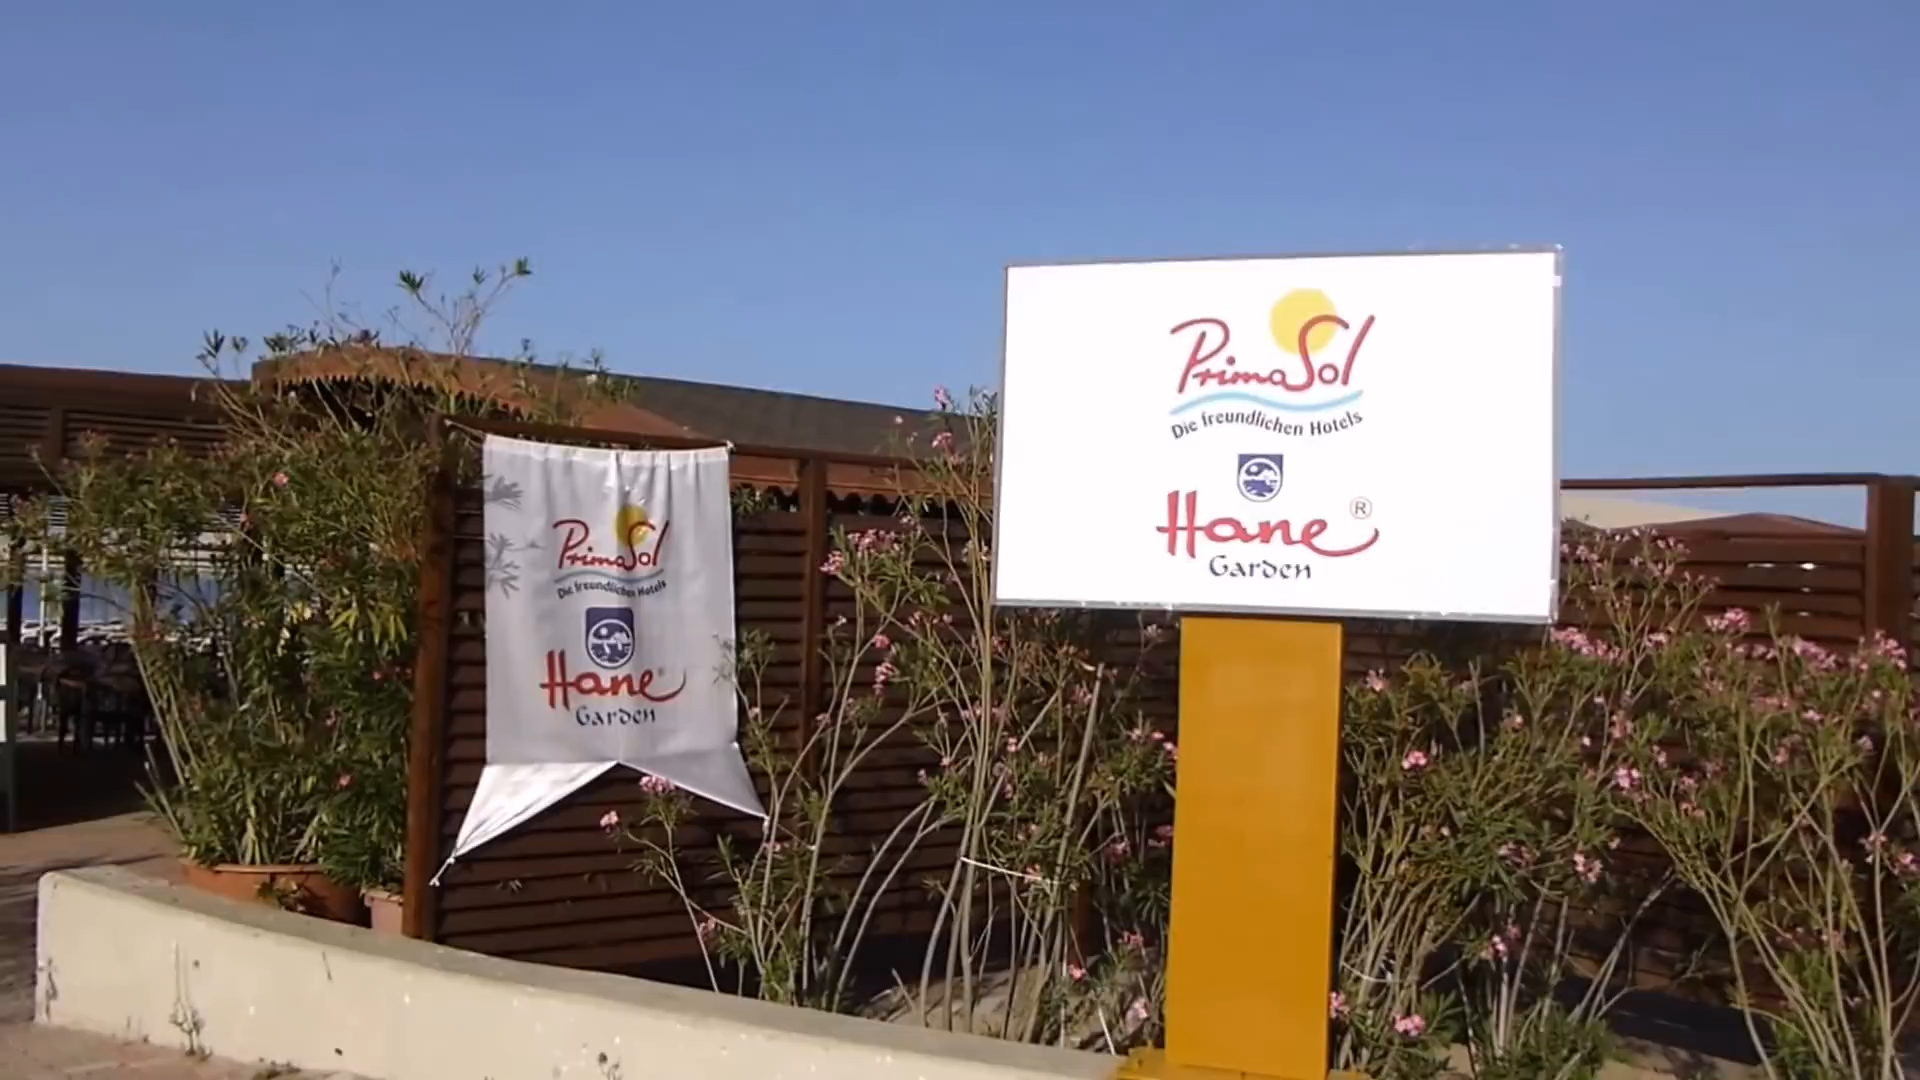 PrimaSol
Die freundlichen Hotels
Hane
Garden
PrimaSol
Die freundlichen Hotels
Hane ®
Garden